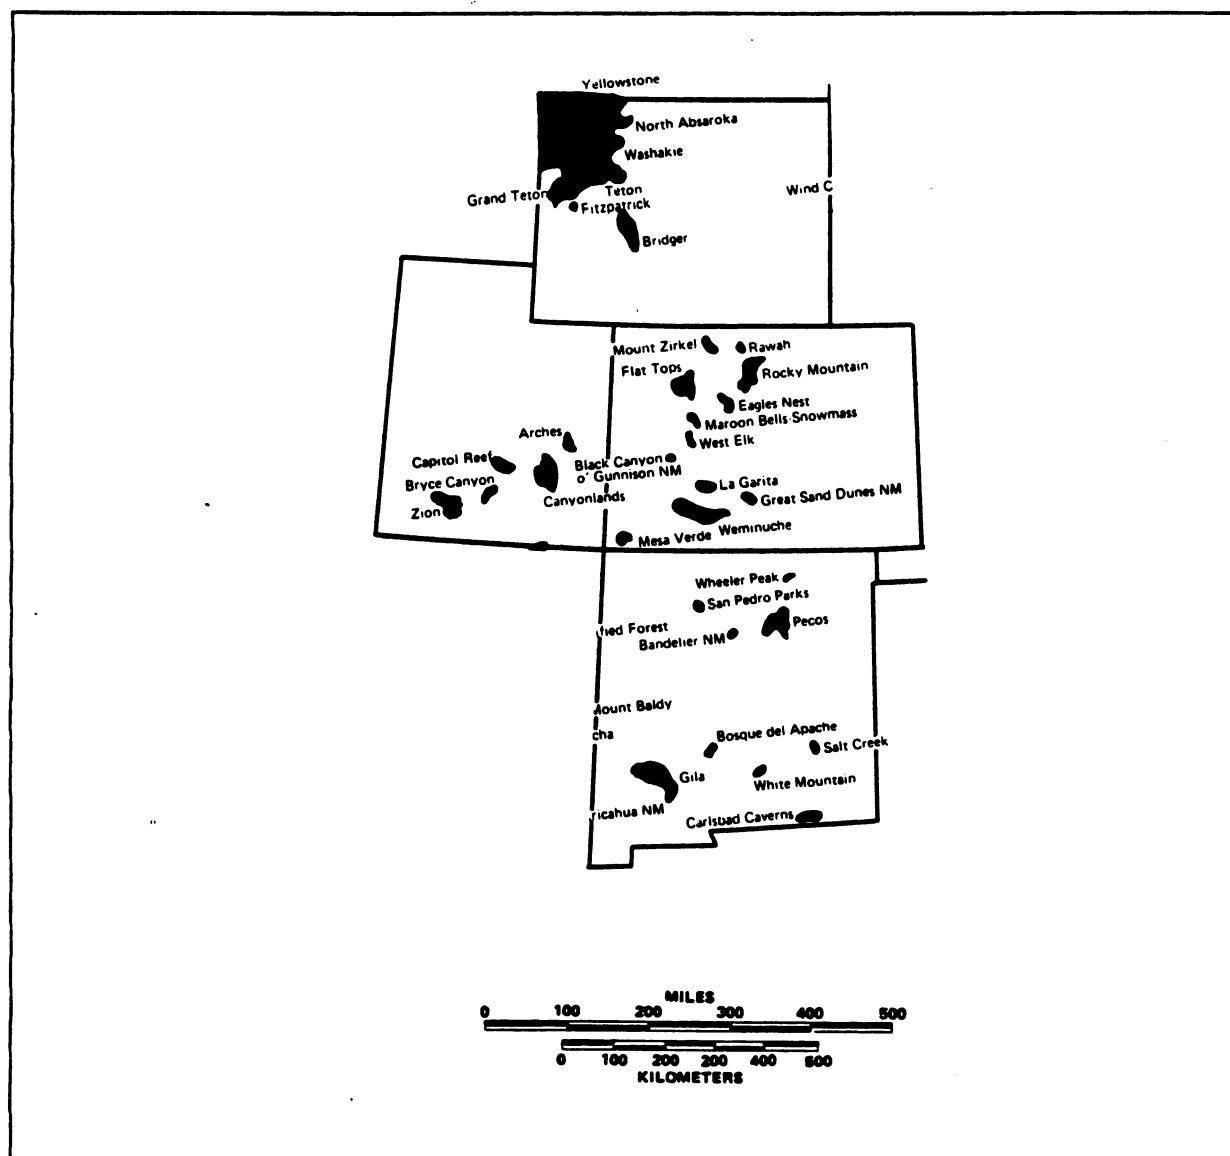 Yellowstone
North Absaroka
Washakie
Teton
Grand Teton
Fitzpatrick
Wind C
Bridger
Mount Zirkel
Rawah
Flat Tops
Rocky Mountain
Eagles Nest
Maroon Bells-Snowmass
West Elk
Arches
Capitol Reef
Black Canyon
o' Gunnison NM
Bryce Canyon
Canyonlands
La Garita
Great Sand Dunes NM
Zion
Weminuche
Mesa Verde
Wheeler Peak
San Pedro Parks
fied Forest
Pecos
Bandelier NM
ount Baldy
cha
Bosque del Apache
Salt Creek
Gila
White Mountain
ricahua NM
Carlsbad Caverns
MILES
0 100 200 300 400 500
0 100 200 200 400 500
KILOMETERS